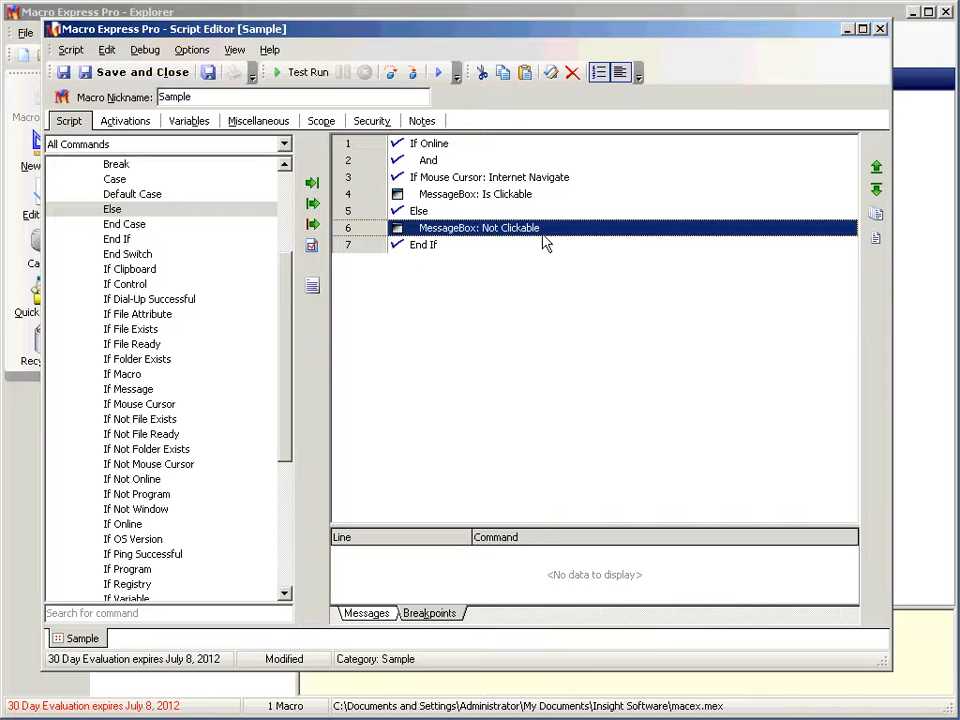 Macro Express Pro - Explorer
Macro Express Pro - Script Editor [Sample]
File
Script Edit Debug Options View Help
Save and Close
Test Run
Macro Nickname: Sample
Script Activations Variables Miscellaneous Scope Security Notes
All Commands
Break
Case
Default Case
Else
End Case
End If
End Switch
If Clipboard
If Control
If Dial-Up Successful
If File Attribute
If File Exists
If File Ready
If Folder Exists
If Macro
If Message
If Mouse Cursor
If Not File Exists
If Not File Ready
If Not Folder Exists
If Not Mouse Cursor
If Not Online
If Not Program
If Not Window
If Online
If OS Version
If Ping Successful
If Program
If Registry
If Variable
Search for command
1 If Online
2 And
3 If Mouse Cursor: Internet Navigate
4 MessageBox: Is Clickable
5 Else
6 MessageBox: Not Clickable
7 End If
Line Command
<No data to display>
Messages Breakpoints
Sample
30 Day Evaluation expires July 8, 2012 Modified Category: Sample
30 Day Evaluation expires July 8, 2012 1 Macro C:\Documents and Settings\Administrator\My Documents\Insight Software\macex.mex